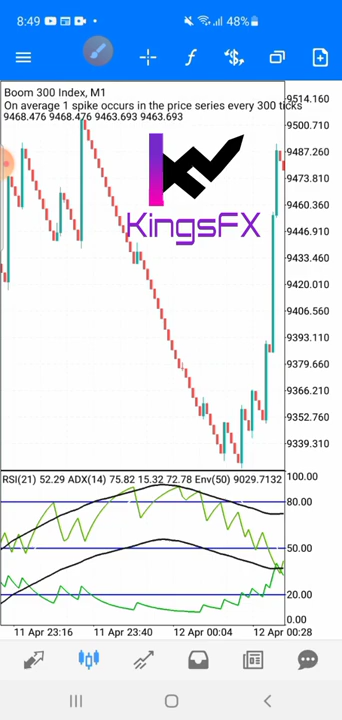 8:49
48%
Boom 300 Index, M1
On average 1 spike occurs in the price series every 300 ticks
9468.476 9468.476 9463.693 9463.693
9514.160
9500.710
9487.260
9473.810
9460.360
9446.910
9433.460
9420.010
9406.560
9393.110
9379.660
9366.210
9352.760
9339.310
KingsFX
RSI(21) 52.29 ADX(14) 75.82 15.32 72.78 Env(50) 9029.7132
100.00
80.00
50.00
20.00
0.00
11 Apr 23:16
11 Apr 23:40
12 Apr 00:04
12 Apr 00:28